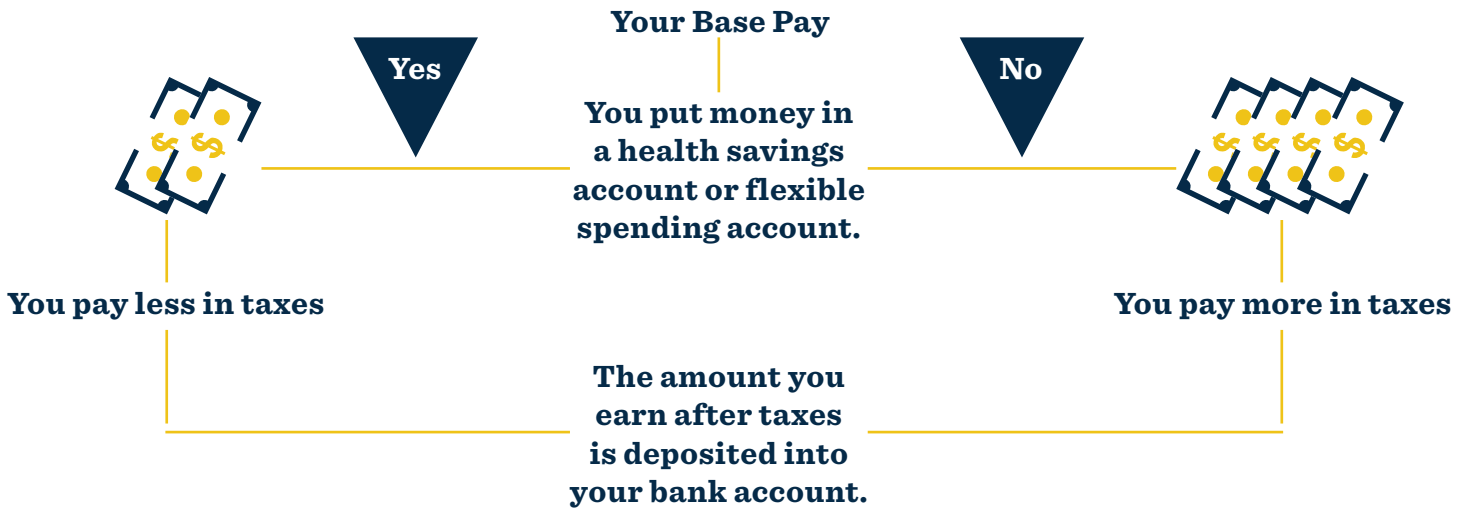 Your Base Pay
Yes
No
You put money in
a health savings
account or flexible
spending account.
You pay less in taxes
You pay more in taxes
The amount you
earn after taxes
is deposited into
your bank account.